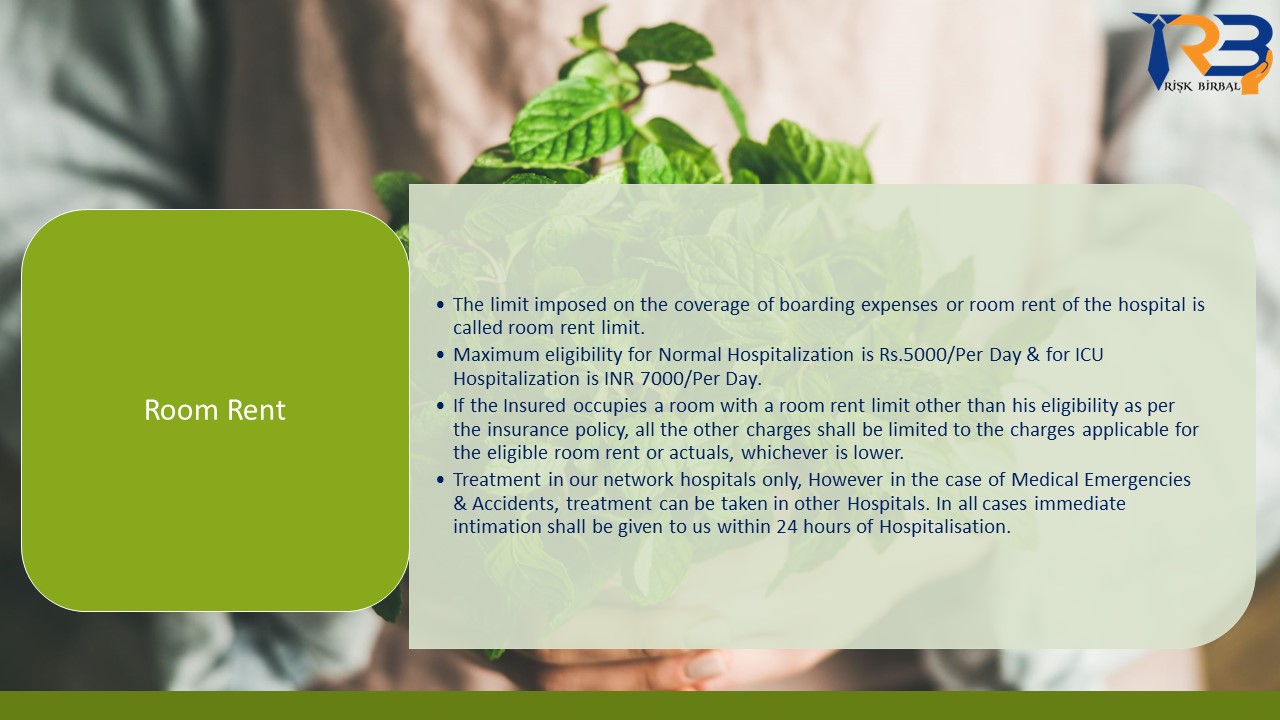 RB
RİŞK BİRBAL
Room Rent
• The limit imposed on the coverage of boarding expenses or room rent of the hospital is
called room rent limit.
• Maximum eligibility for Normal Hospitalization is Rs.5000/Per Day & for ICU
Hospitalization is INR 7000/Per Day.
• If the Insured occupies a room with a room rent limit other than his eligibility as per
the insurance policy, all the other charges shall be limited to the charges applicable for
the eligible room rent or actuals, whichever is lower.
• Treatment in our network hospitals only, However in the case of Medical Emergencies
& Accidents, treatment can be taken in other Hospitals. In all cases immediate
intimation shall be given to us within 24 hours of Hospitalisation.